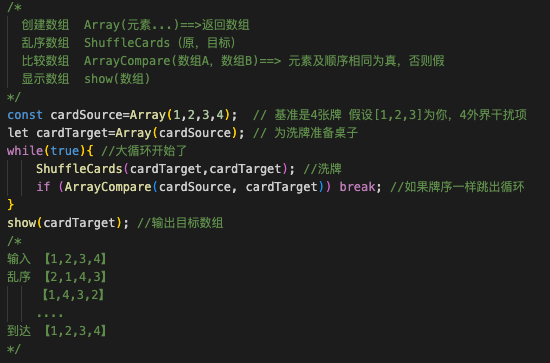 /*
创建数组 Array(元素...)==>返回数组
乱序数组 ShuffleCards (原，目标)
比较数组 ArrayCompare(数组A，数组B)==> 元素及顺序相同为真，否则假
显示数组 show(数组)
*/
const cardSource=Array(1,2,3,4); // 基准是4张牌 假设[1,2,3]为你，4外界干扰项
let cardTarget=Array(cardSource); // 为洗牌准备桌子
while(true){ //大循环开始了
ShuffleCards(cardTarget,cardTarget); //洗牌
if (ArrayCompare(cardSource, cardTarget)) break; //如果牌序一样跳出循环
}
show(cardTarget); //输出目标数组
/*
输入 【1,2,3,4】
乱序 【2,1,4,3】
【1,4,3,2】
....
到达 【1,2,3,4】
*/